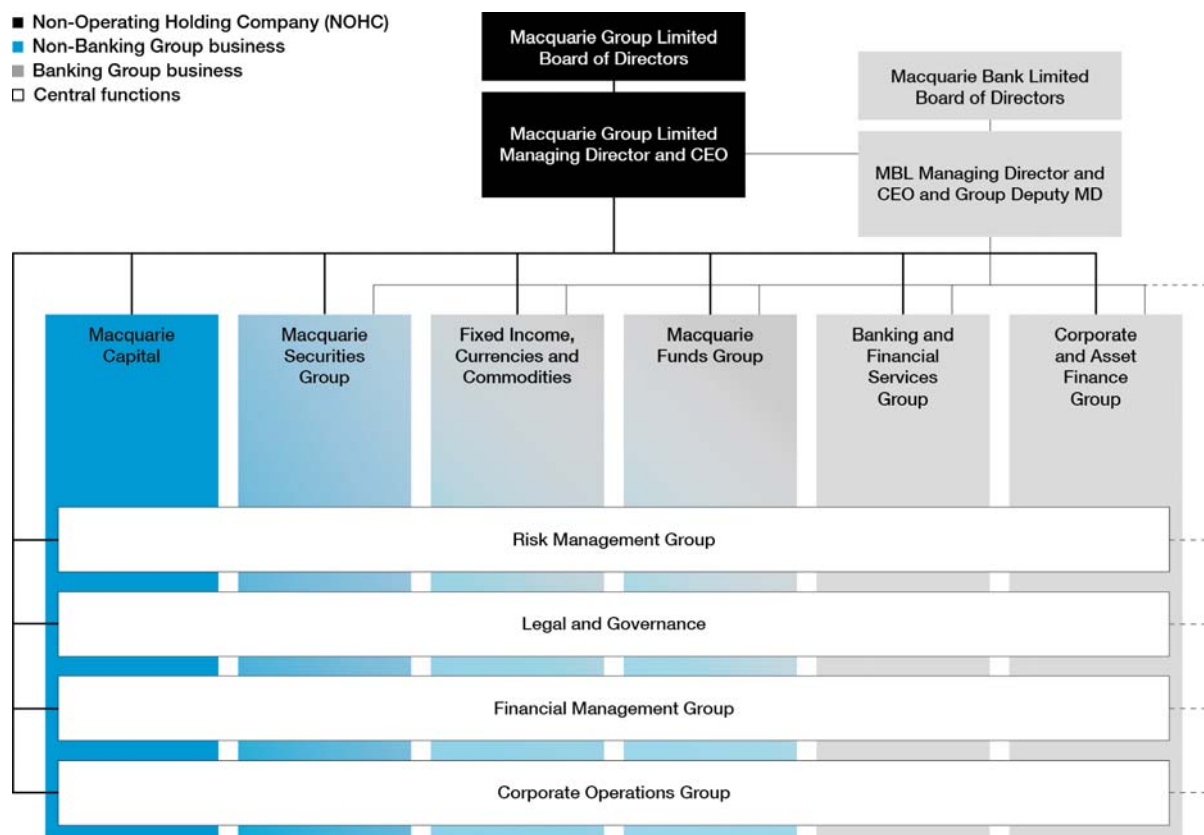 Non-Operating Holding Company (NOHC)
Non-Banking Group business
Banking Group business
Central functions
Macquarie Group Limited
Board of Directors
Macquarie Bank Limited
Board of Directors
Macquarie Group Limited
Managing Director and CEO
MBL Managing Director and
CEO and Group Deputy MD
Macquarie
Capital
Macquarie
Securities
Group
Fixed Income,
Currencies and
Commodities
Macquarie
Funds Group
Banking and
Financial
Services
Group
Corporate
and Asset
Finance
Group
Risk Management Group
Legal and Governance
Financial Management Group
Corporate Operations Group